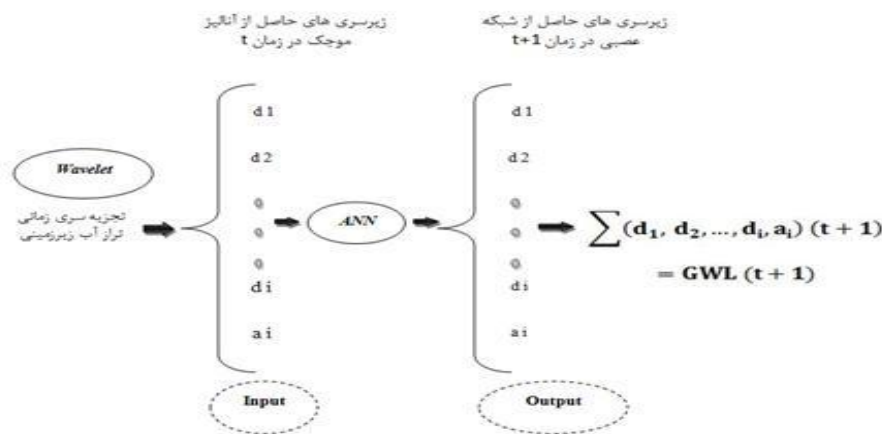 زیرسری های حاصل از آنالیز
موجک در زمان t
زیرسری های حاصل از شبکه
عصبی در زمان t+1
Wavelet
تجزیه سری زمانی
تراز آب زیرزمینی
d1
d2
di
ai
Input
ANN
d1
d2
di
ai
Output
∑(d₁, d₂,...,dᵢ,aᵢ) (t + 1)
= GWL (t + 1)